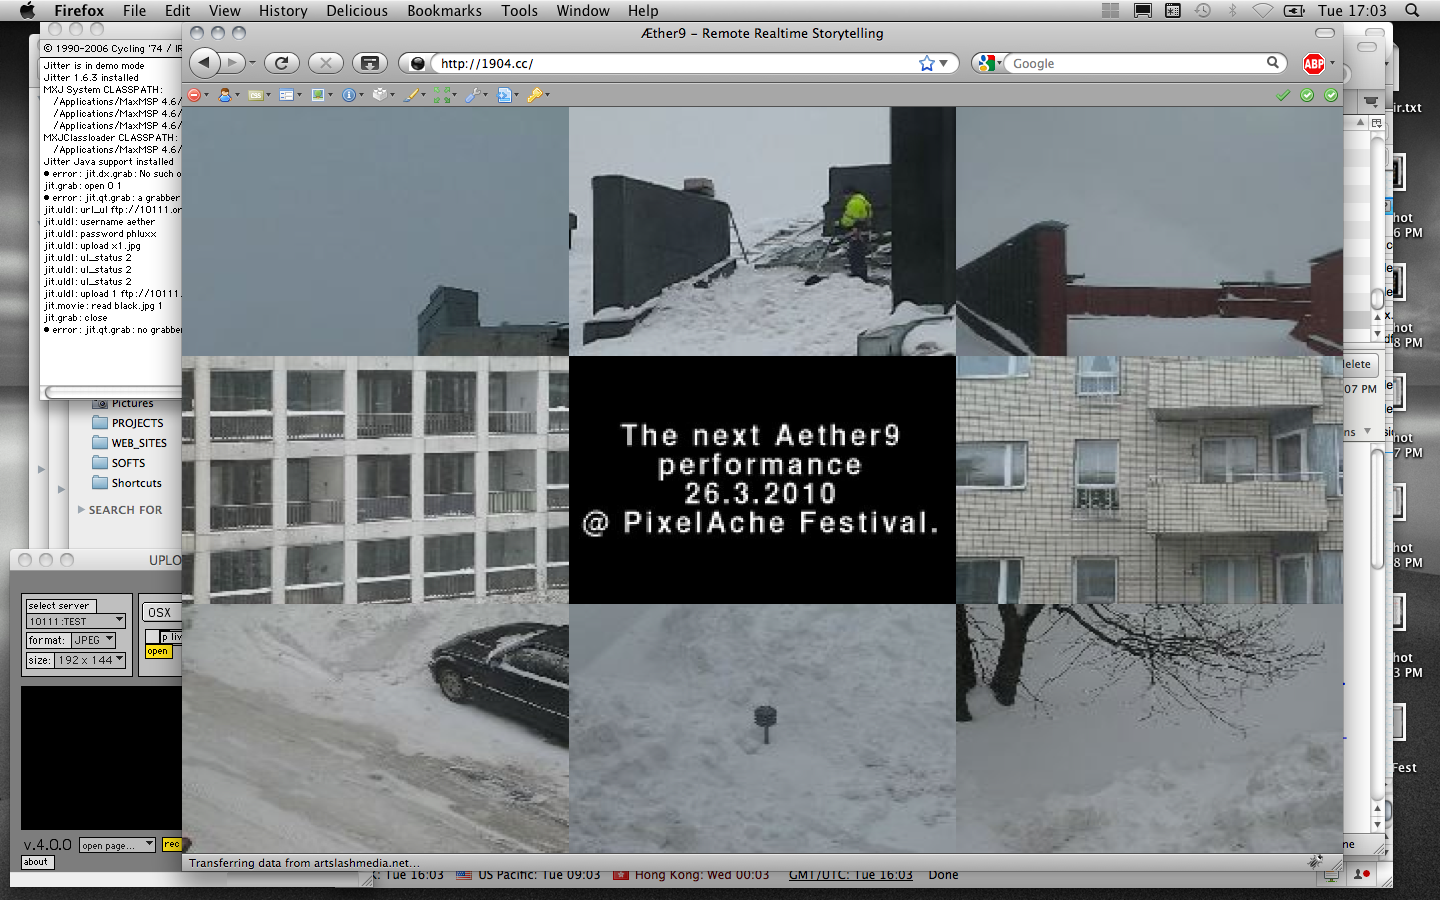 Firefox File Edit View History Delicious Bookmarks Tools Window Help Tue 17:03
Æther9 - Remote Realtime Storytelling
http://1904.cc/
Google
ABP
© 1990-2006 Cycling '74 / IR
Jitter is in demo mode
Jitter 1.6.3 installed
MXJ System CLASSPATH:
/Applications/MaxMSP 4.6/
/Applications/MaxMSP 4.6/
/Applications/MaxMSP 4.6/
MXJClassloader CLASSPATH:
/Applications/MaxMSP 4.6/
Jitter Java support installed
● error: jit.dx.grab: No such o
jit.grab: open 0 1
● error: jit.qt.grab: a grabber
jit.uldl: url_ul ftp://10111.or
jit.uldl: username aether
jit.uldl: password phluxx
jit.uldl: upload x1.jpg
jit.uldl: ul_status 2
jit.uldl: ul_status 2
jit.uldl: ul_status 2
jit.uldl: upload 1 ftp://10111.
jit.movie: read black.jpg 1
jit.grab: close
● error: jit.qt.grab: no grabber
Pictures
PROJECTS
WEB_SITES
SOFTS
Shortcuts
SEARCH FOR
The next Aether9
performance
26.3.2010
@ PixelAche Festival.
UPLO
select server
10111:TEST
format: JPEG
size: 192 x 144
OSX
p liv
open
v.4.0.0 open page... rec
about
ir.txt
hot
6 PM
hot
8 PM
elete
07 PM
ns
hot
7 PM
hot
8 PM
hot
3 PM
Fest
ne
Transferring data from artslashmedia.net...
: Tue 16:03 US Pacific: Tue 09:03 Hong Kong: Wed 00:03 GMT/UTC: Tue 16:03 Done